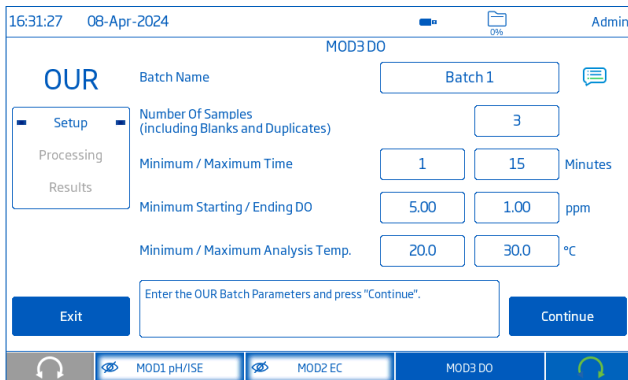 16:31:27 08-Apr-2024 0% Admin
MOD3 DO
OUR
Setup
Processing
Results
Batch Name Batch 1
Number Of Samples
(including Blanks and Duplicates) 3
Minimum / Maximum Time 1 15 Minutes
Minimum Starting / Ending DO 5.00 1.00 ppm
Minimum / Maximum Analysis Temp. 20.0 30.0 °C
Enter the OUR Batch Parameters and press "Continue".
Exit Continue
MOD1 pH/ISE MOD2 EC MOD3 DO